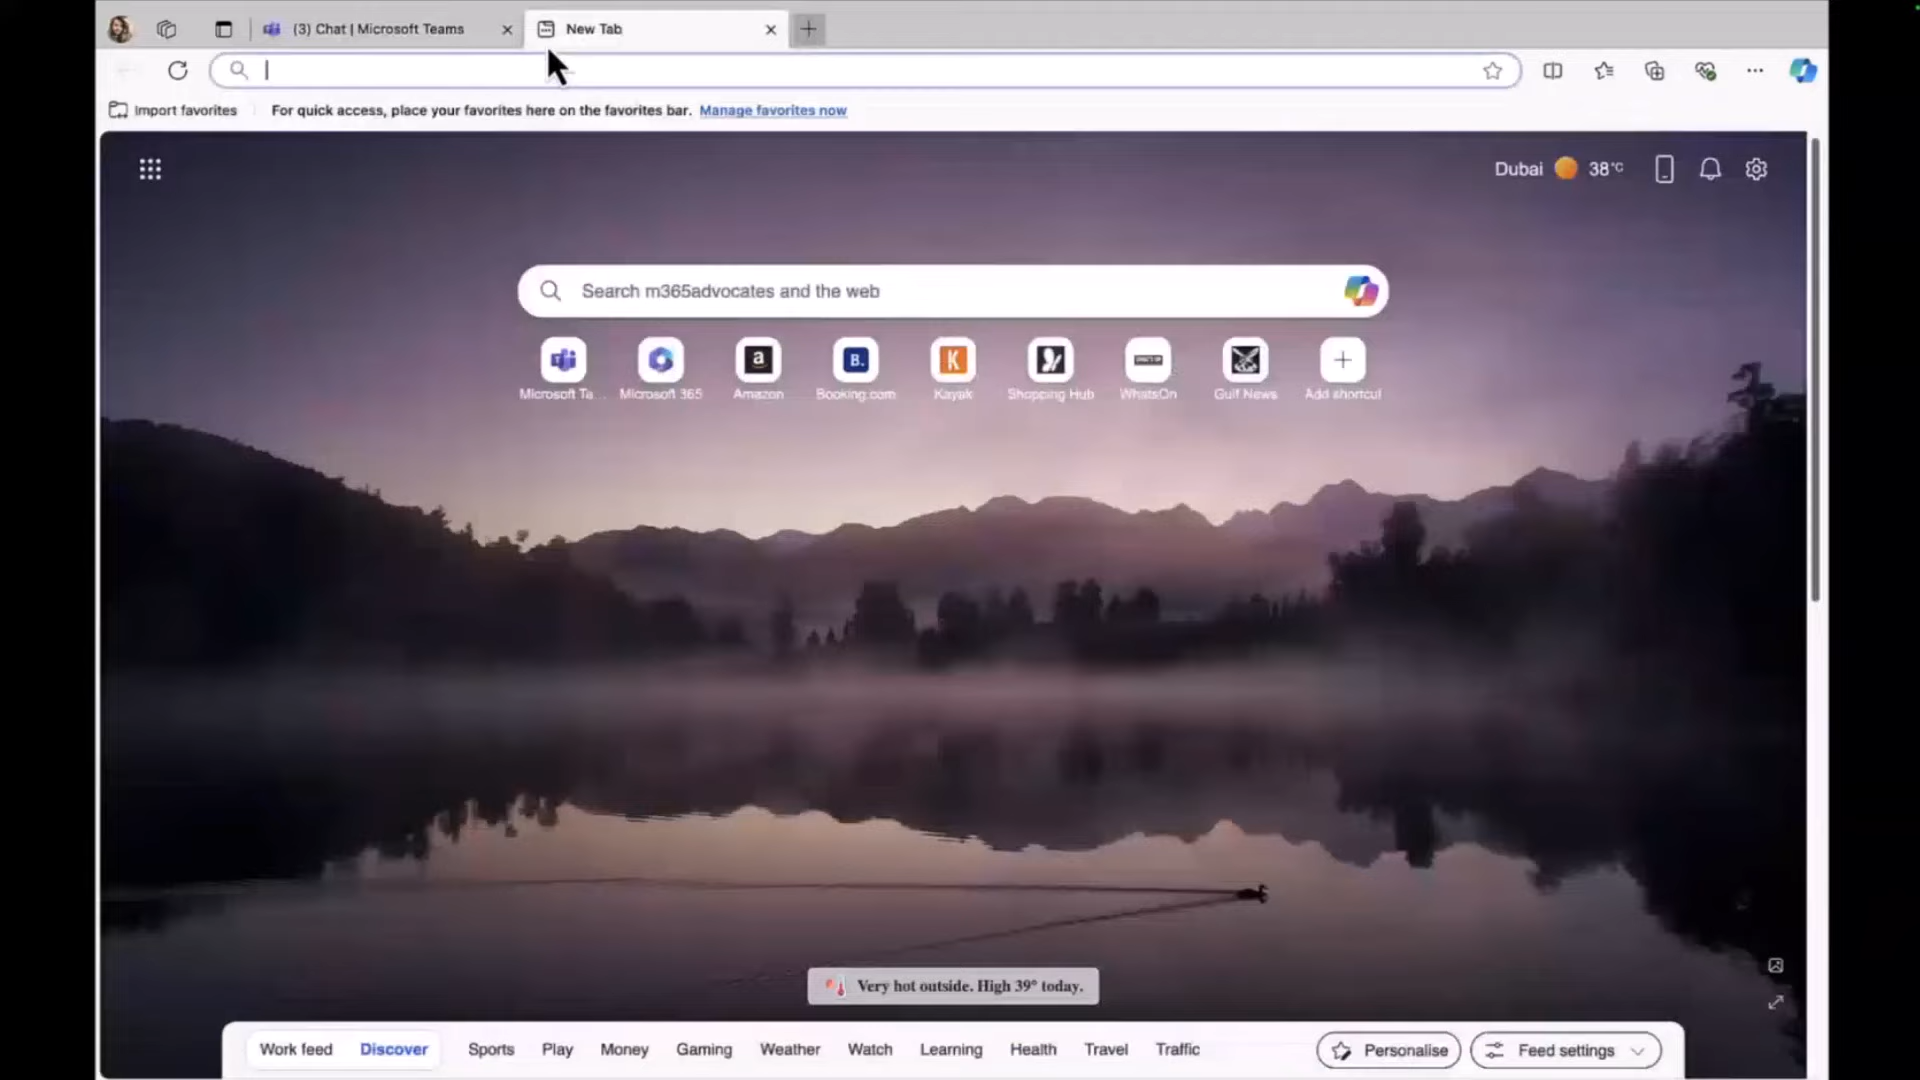 (3) Chat | Microsoft Teams
New Tab
Import favorites
For quick access, place your favorites here on the favorites bar. Manage favorites now
Dubai 38°C
Search m365advocates and the web
a
B.
K
Microsoft Te...
Microsoft 365
Amazon
Booking.com
Kayak
Shopping Hub
WhatsOn
Gulf News
Add shortcut
Very hot outside. High 39° today.
Work feed
Discover
Sports
Play
Money
Gaming
Weather
Watch
Learning
Health
Travel
Traffic
Personalise
Feed settings